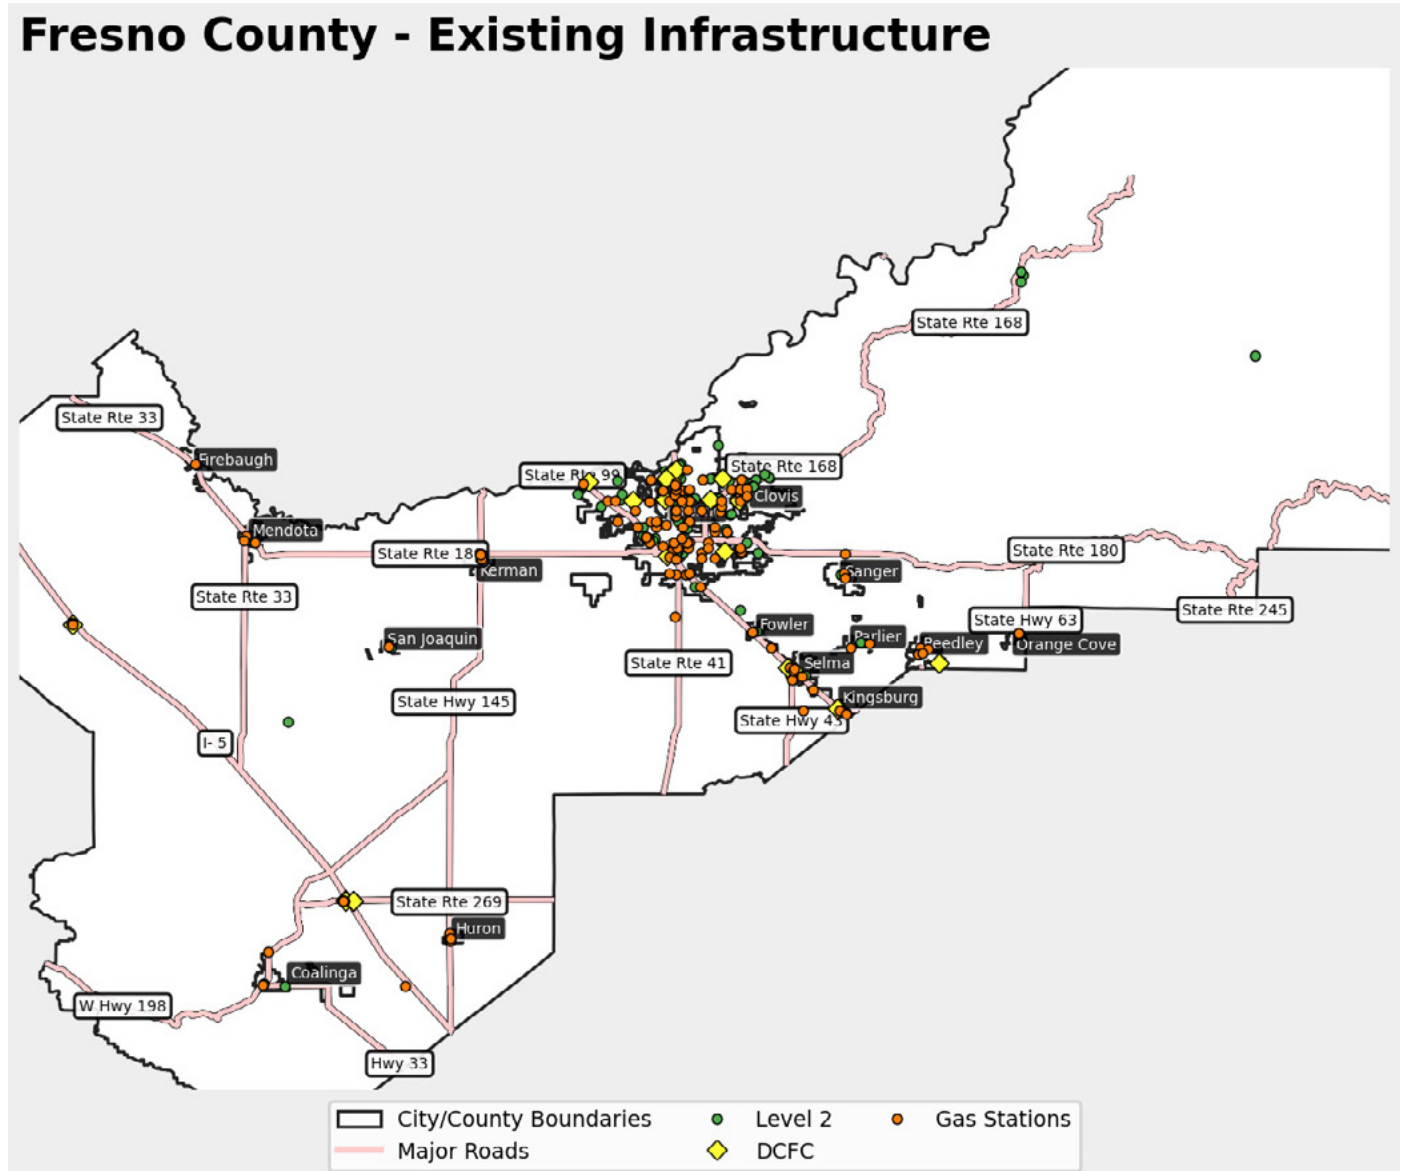 Fresno County - Existing Infrastructure
State Rte 168
State Rte 33
Firebaugh
State Rte 99
State Rte 168
Clovis
Mendota
State Rte 180
State Rte 180
Kerman
Sanger
State Rte 33
State Rte 245
State Hwy 63
Fowler
San Joaquin
Parlier
Reedley
Orange Cove
State Rte 41
Selma
State Hwy 145
Kingsburg
State Hwy 43
I- 5
State Rte 269
Huron
Coalinga
W Hwy 198
Hwy 33
City/County Boundaries
Level 2
Gas Stations
Major Roads
DCFC